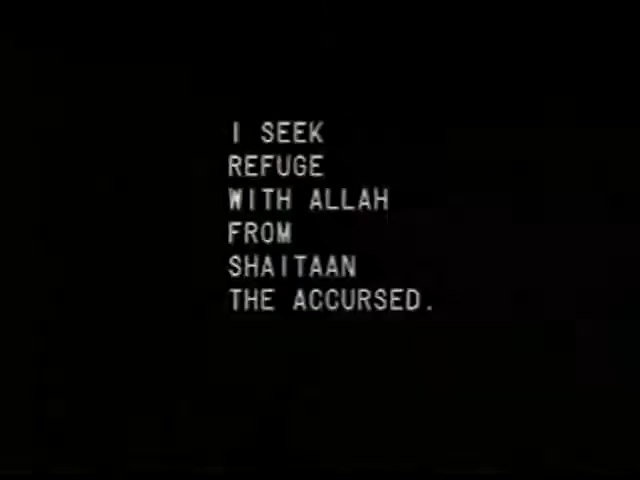 I SEEK
REFUGE
WITH ALLAH
FROM
SHAITAAN
THE ACCURSED.